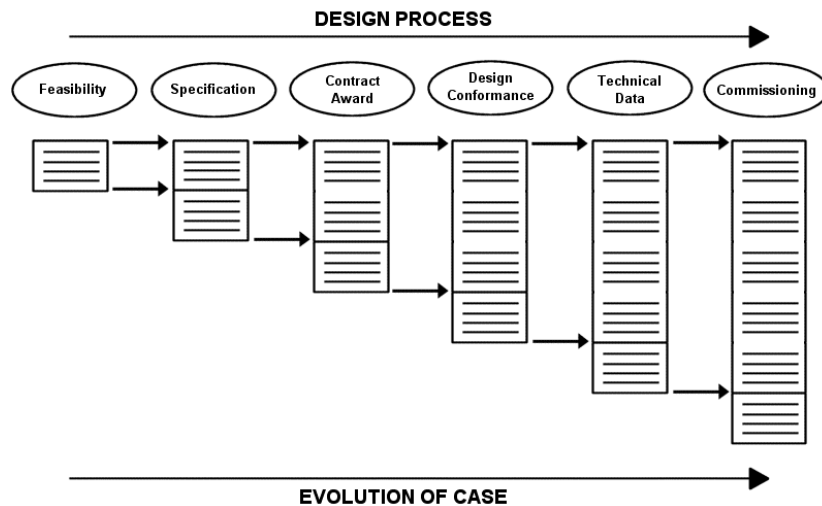 DESIGN PROCESS
Feasibility
Specification
Contract
Award
Design
Conformance
Technical
Data
Commissioning
EVOLUTION OF CASE